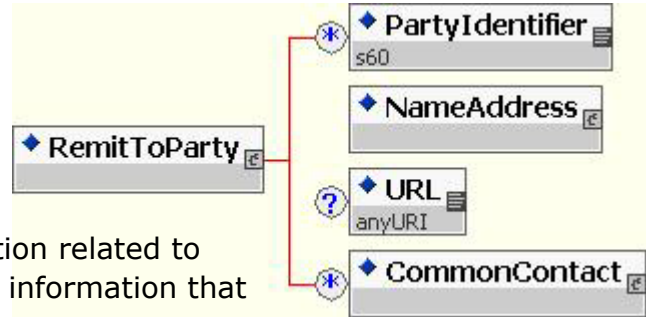 PartyIdentifier
s60
NameAddress
RemitToParty
URL
anyURI
tion related to
information that
CommonContact